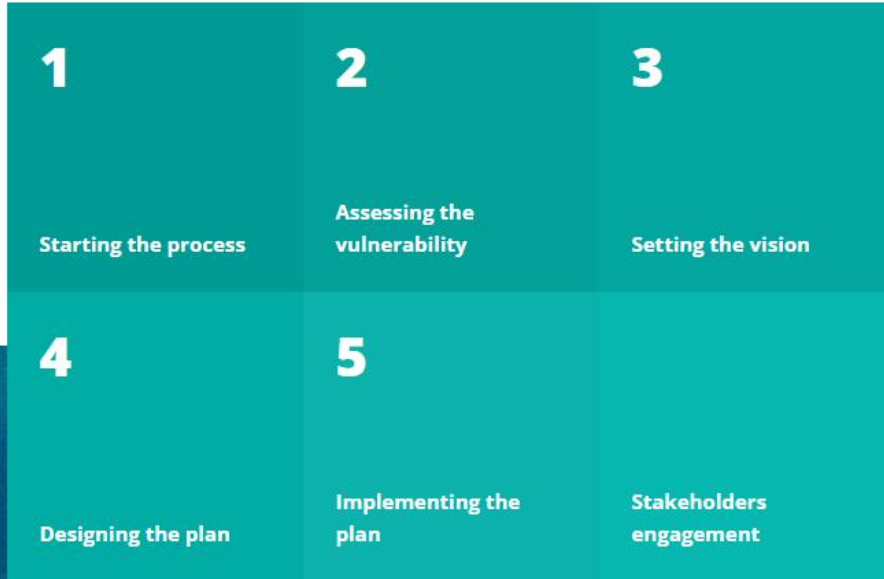 1
Starting the process
2
Assessing the
vulnerability
3
Setting the vision
4
Designing the plan
5
Implementing the
plan
Stakeholders
engagement